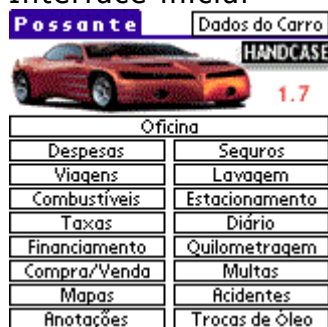 Interface inicial
Possante Dados do Carro
HANDCASE
1.7
Oficina
Despesas Seguros
Viagens Lavagem
Combustíveis Estacionamento
Taxas Diário
Financiamento Quilometragem
Compra/Venda Multas
Mapas Acidentes
Anotações Trocas de Óleo